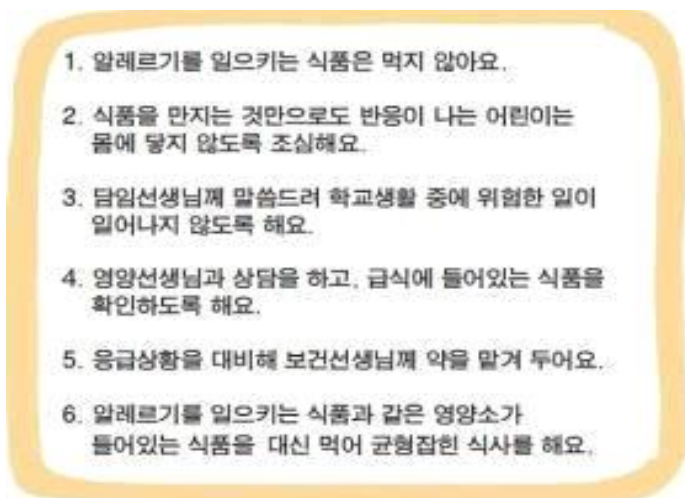 1. 알레르기를 일으키는 식품은 먹지 않아요.
2. 식품을 만지는 것만으로도 반응이 나는 어린이는
몸에 닿지 않도록 조심해요.
3. 담임선생님께 말씀드려 학교생활 중에 위험한 일이
일어나지 않도록 해요.
4. 영양선생님과 상담을 하고, 급식에 들어있는 식품을
확인하도록 해요.
5. 응급상황을 대비해 보건선생님께 약을 맡겨 두어요.
6. 알레르기를 일으키는 식품과 같은 영양소가
들어있는 식품을 대신 먹어 균형잡힌 식사를 해요.